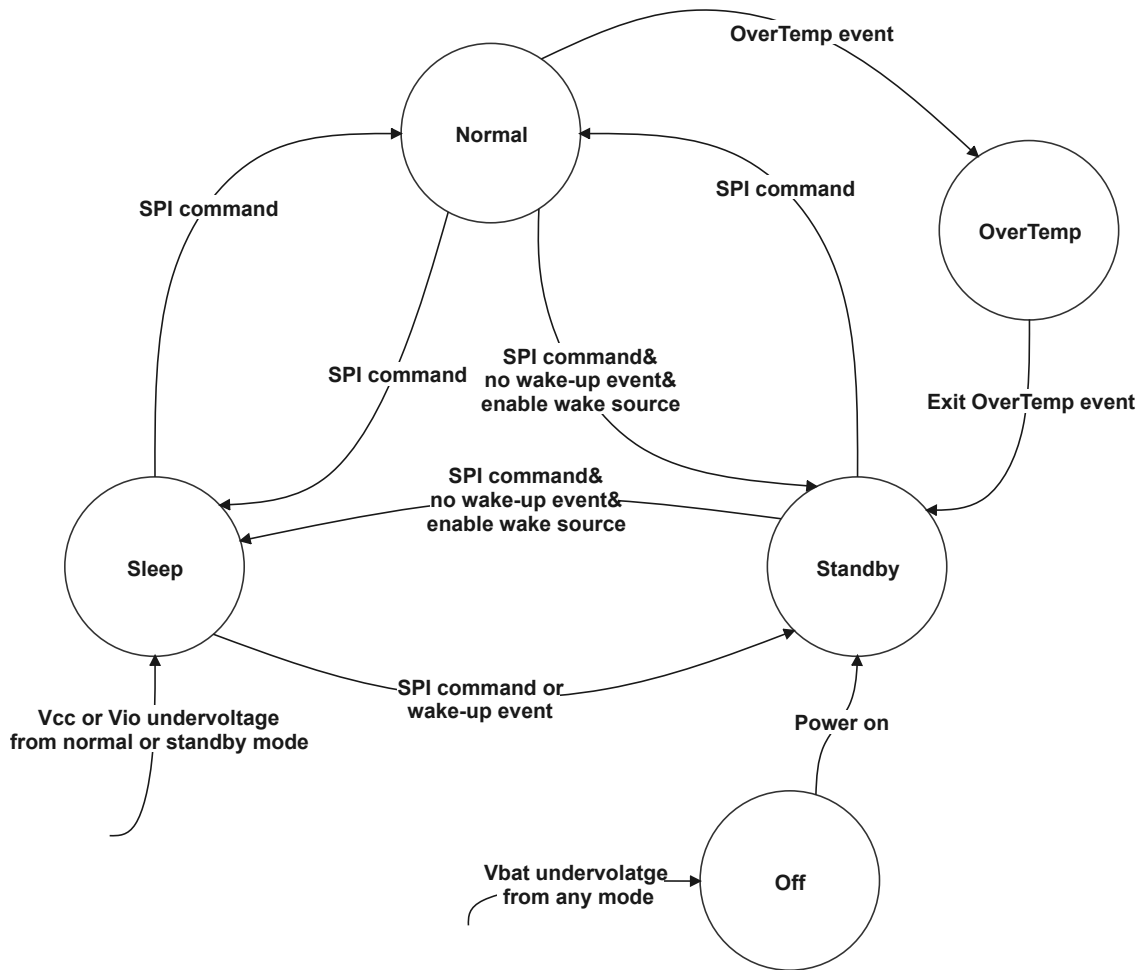 OverTemp event
Normal
SPI command
SPI command
OverTemp
SPI command
SPI command&
no wake-up event&
enable wake source
Exit OverTemp event
SPI command&
no wake-up event&
enable wake source
Sleep
Standby
SPI command or
wake-up event
Vcc or Vio undervoltage
from normal or standby mode
Power on
Vbat undervolatge
from any mode
Off